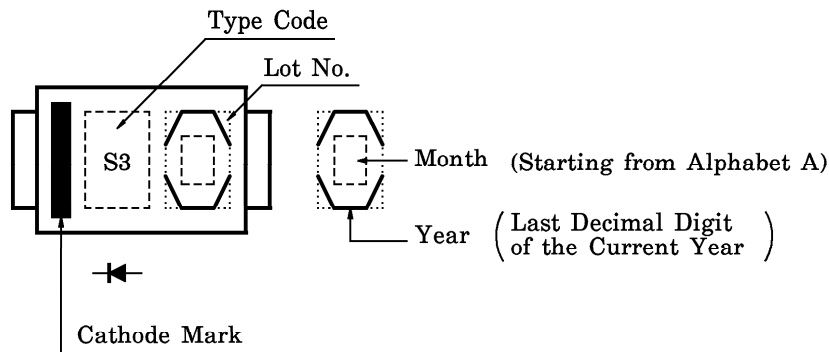 Type Code
Lot No.
S3
Month (Starting from Alphabet A)
Year (Last Decimal Digit
of the Current Year)
Cathode Mark